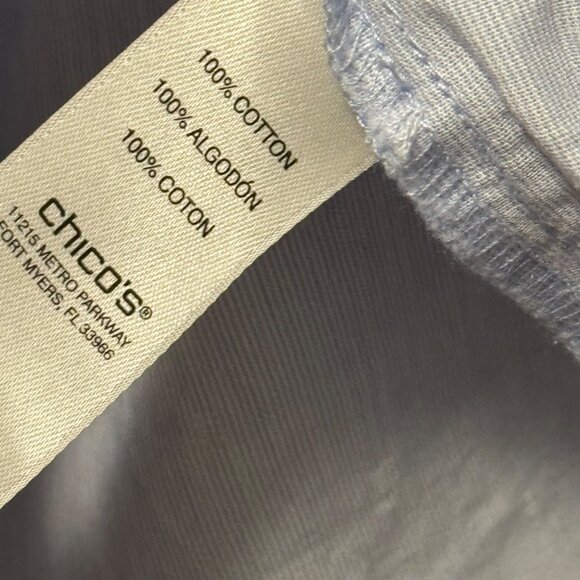 100% COTTON
100% ALGODÓN
100% COTON
chico's®
11215 METRO PARKWAY
FORT MYERS, FL 33966